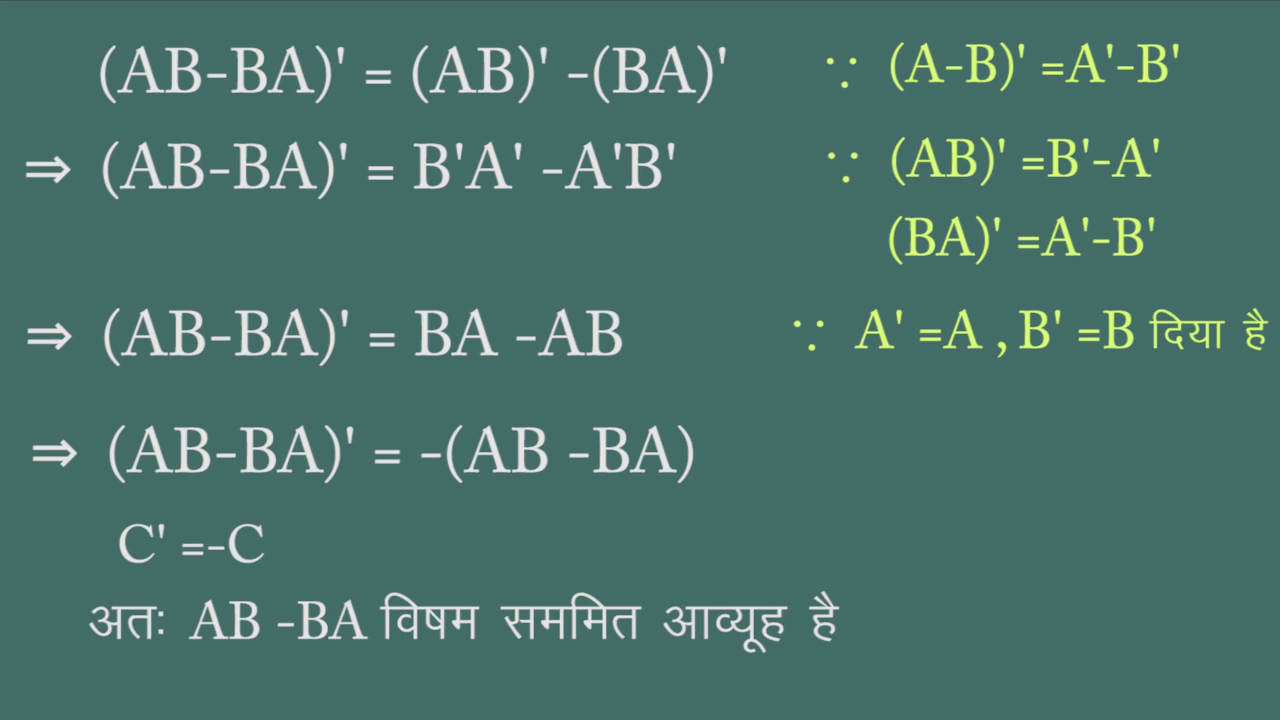 (AB-BA)' = (AB)' -(BA)' ∵ (A-B)' =A'-B'
⇒ (AB-BA)' = B'A' -A'B' ∵ (AB)' =B'-A'
(BA)' =A'-B'
⇒ (AB-BA)' = BA -AB ∵ A' =A , B' =B दिया है
⇒ (AB-BA)' = -(AB -BA)
C' =-C
अतः AB -BA विषम सममित आव्यूह है